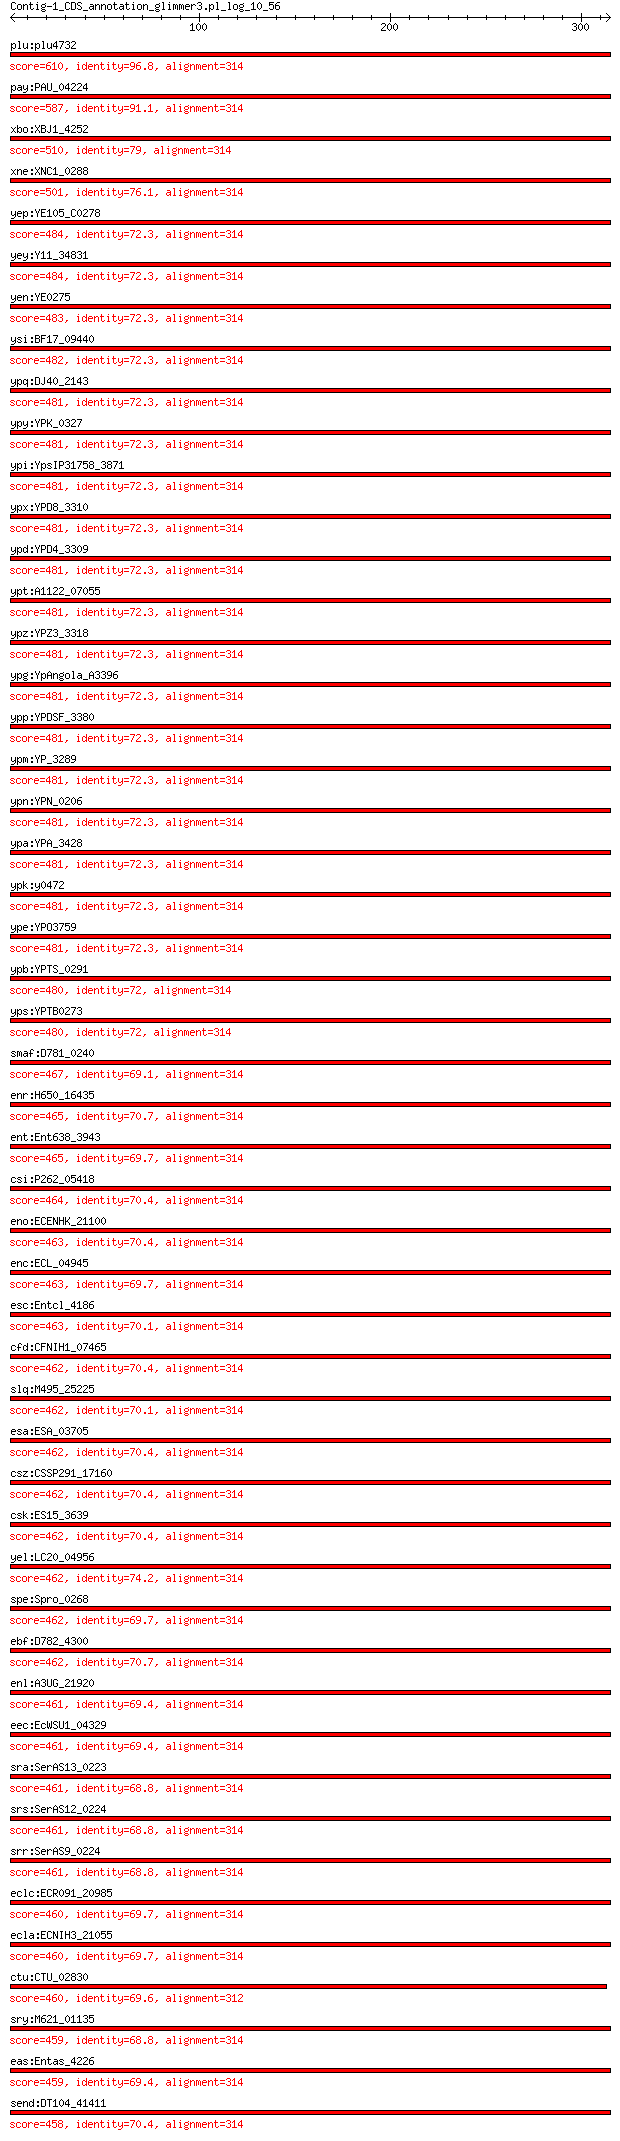 Contig-1_CDS_annotation_glimmer3.pl_log_10_56
100 200 300
plu:plu4732
score=610, identity=96.8, alignment=314
pay:PAU_04224
score=587, identity=91.1, alignment=314
xbo:XBJ1_4252
score=510, identity=79, alignment=314
xne:XNC1_0288
score=501, identity=76.1, alignment=314
yep:YE105_C0278
score=484, identity=72.3, alignment=314
yey:Y11_34831
score=484, identity=72.3, alignment=314
yen:YE0275
score=483, identity=72.3, alignment=314
ysi:BF17_09440
score=482, identity=72.3, alignment=314
ypq:DJ40_2143
score=481, identity=72.3, alignment=314
ypy:YPK_0327
score=481, identity=72.3, alignment=314
ypi:YpsIP31758_3871
score=481, identity=72.3, alignment=314
ypx:YPD8_3310
score=481, identity=72.3, alignment=314
ypd:YPD4_3309
score=481, identity=72.3, alignment=314
ypt:A1122_07055
score=481, identity=72.3, alignment=314
ypz:YPZ3_3318
score=481, identity=72.3, alignment=314
ypg:YpAngola_A3396
score=481, identity=72.3, alignment=314
ypp:YPDSF_3380
score=481, identity=72.3, alignment=314
ypm:YP_3289
score=481, identity=72.3, alignment=314
ypn:YPN_0206
score=481, identity=72.3, alignment=314
ypa:YPA_3428
score=481, identity=72.3, alignment=314
ypk:y0472
score=481, identity=72.3, alignment=314
ype:YPO3759
score=481, identity=72.3, alignment=314
ypb:YPTS_0291
score=480, identity=72, alignment=314
yps:YPTB0273
score=480, identity=72, alignment=314
smaf:D781_0240
score=467, identity=69.1, alignment=314
enr:H650_16435
score=465, identity=70.7, alignment=314
ent:Ent638_3943
score=465, identity=69.7, alignment=314
csi:P262_05418
score=464, identity=70.4, alignment=314
eno:ECENHK_21100
score=463, identity=70.4, alignment=314
enc:ECL_04945
score=463, identity=69.7, alignment=314
esc:Entcl_4186
score=463, identity=70.1, alignment=314
cfd:CFNIH1_07465
score=462, identity=70.4, alignment=314
slq:M495_25225
score=462, identity=70.1, alignment=314
esa:ESA_03705
score=462, identity=70.4, alignment=314
csz:CSSP291_17160
score=462, identity=70.4, alignment=314
csk:ES15_3639
score=462, identity=70.4, alignment=314
yel:LC20_04956
score=462, identity=74.2, alignment=314
spe:Spro_0268
score=462, identity=69.7, alignment=314
ebf:D782_4300
score=462, identity=70.7, alignment=314
enl:A3UG_21920
score=461, identity=69.4, alignment=314
eec:EcWSU1_04329
score=461, identity=69.4, alignment=314
sra:SerAS13_0223
score=461, identity=68.8, alignment=314
srs:SerAS12_0224
score=461, identity=68.8, alignment=314
srr:SerAS9_0224
score=461, identity=68.8, alignment=314
eclc:ECR091_20985
score=460, identity=69.7, alignment=314
ecla:ECNIH3_21055
score=460, identity=69.7, alignment=314
ctu:CTU_02830
score=460, identity=69.6, alignment=312
sry:M621_01135
score=459, identity=68.8, alignment=314
eas:Entas_4226
score=459, identity=69.4, alignment=314
send:DT104_41411
score=458, identity=70.4, alignment=314